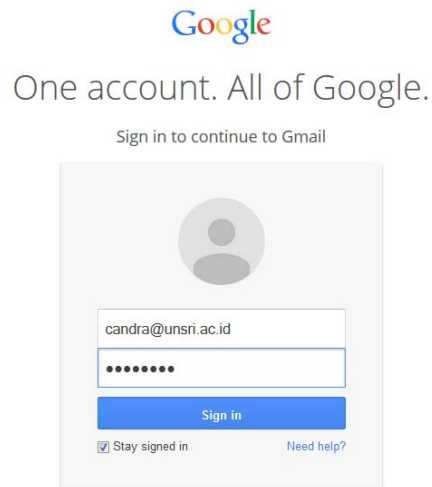 Google
One account. All of Google.
Sign in to continue to Gmail
candra@unsri.ac.id
••••••••
Sign in
Stay signed in Need help?